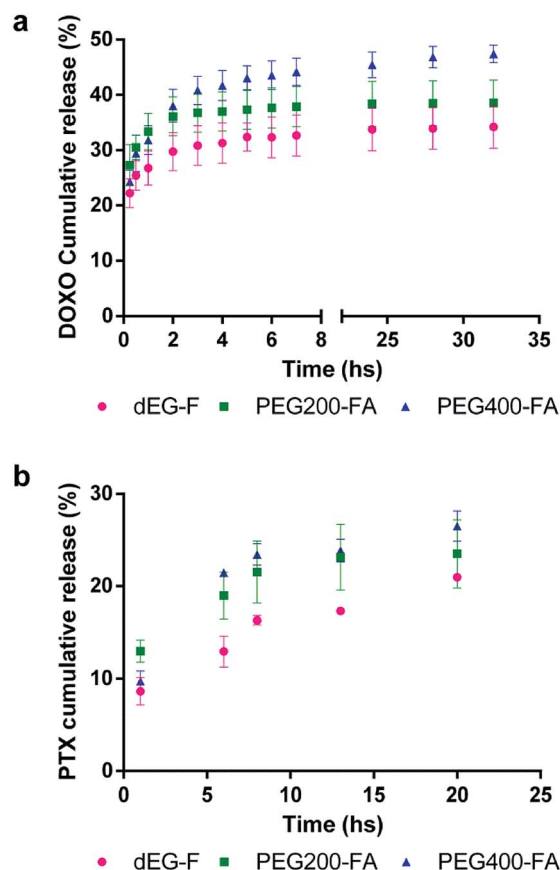 a
DOXO Cumulative release (%)
50
40
30
20
10
0
0 2 4 6 8 25 30 35
Time (hs)
dEG-F PEG200-FA PEG400-FA
b
PTX cumulative release (%)
30
20
10
0
0 5 10 15 20 25
Time (hs)
dEG-F PEG200-FA PEG400-FA